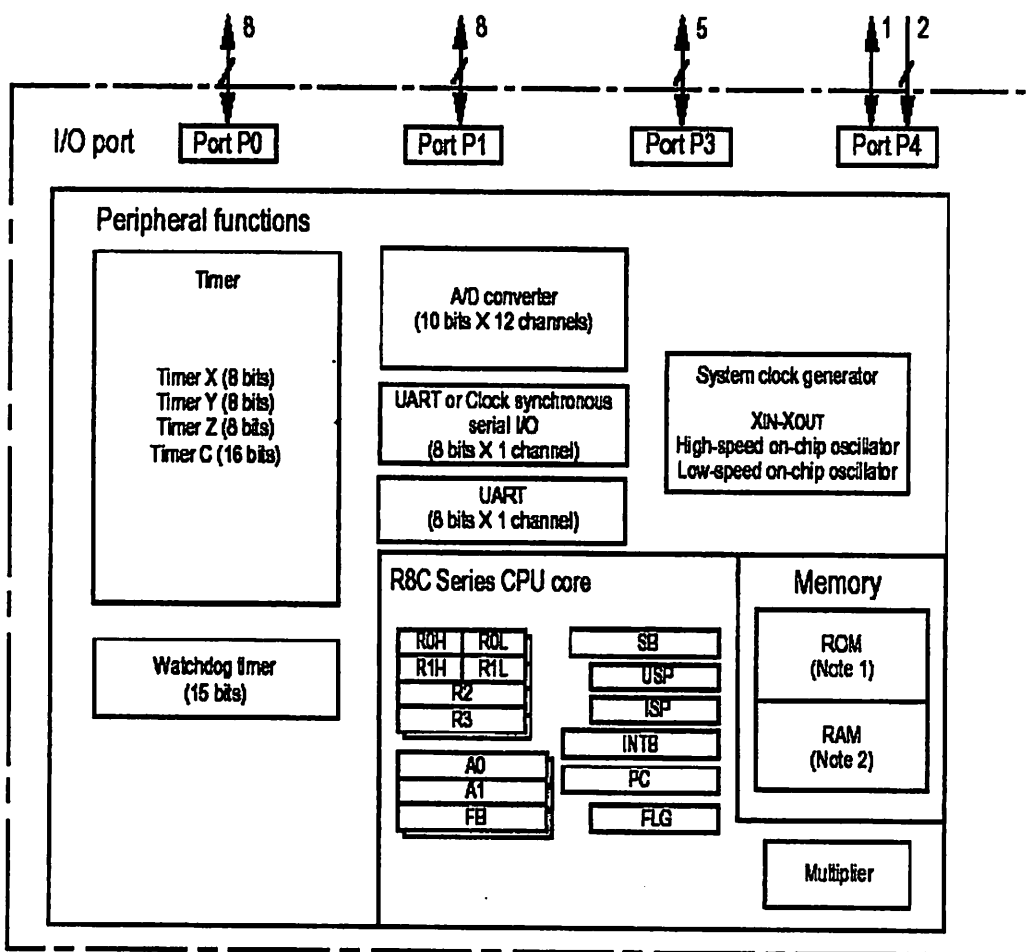 8 8 5 1 2
I/O port Port P0 Port P1 Port P3 Port P4
Peripheral functions
Timer
Timer X (8 bits)
Timer Y (8 bits)
Timer Z (8 bits)
Timer C (16 bits)
Watchdog timer
(15 bits)
A/D converter
(10 bits X 12 channels)
UART or Clock synchronous
serial I/O
(8 bits X 1 channel)
UART
(8 bits X 1 channel)
System clock generator
XIN-XOUT
High-speed on-chip oscillator
Low-speed on-chip oscillator
R8C Series CPU core
R0H R0L
R1H R1L
R2
R3
A0
A1
FB
SB
USP
ISP
INTB
PC
FLG
Memory
ROM
(Note 1)
RAM
(Note 2)
Multiplier